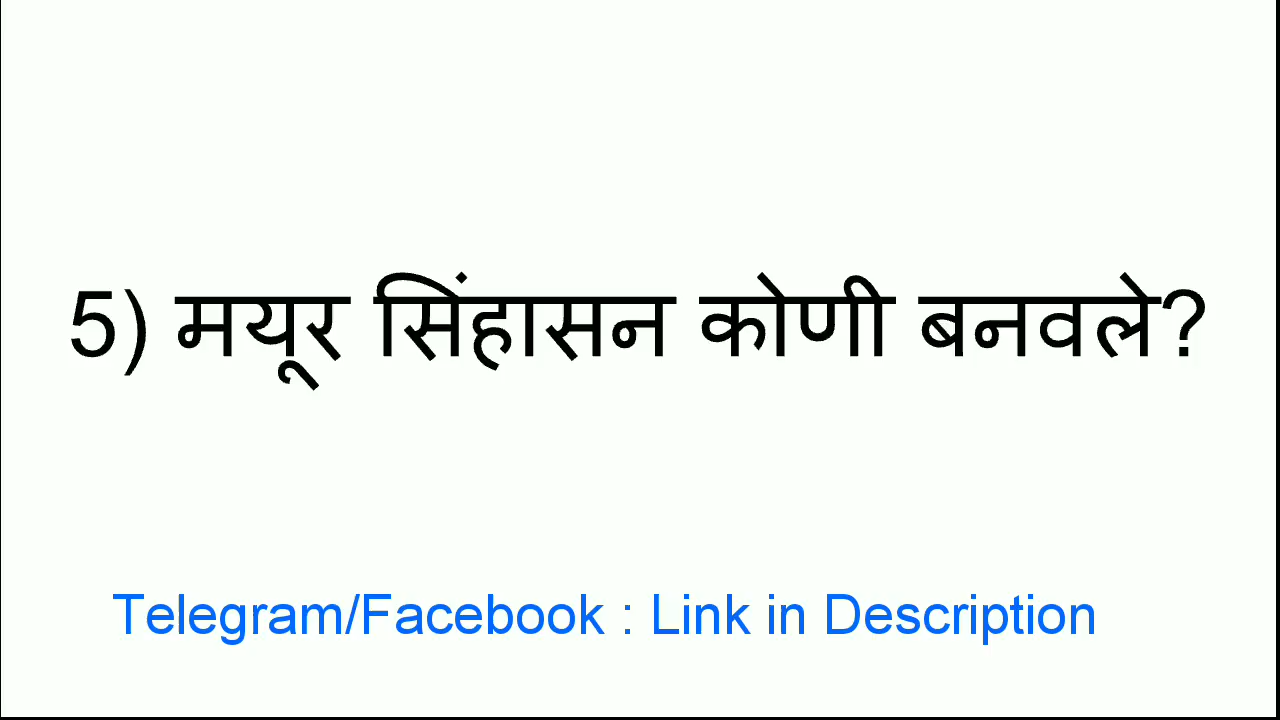 5) मयूर सिंहासन कोणी बनवले?
Telegram/Facebook : Link in Description